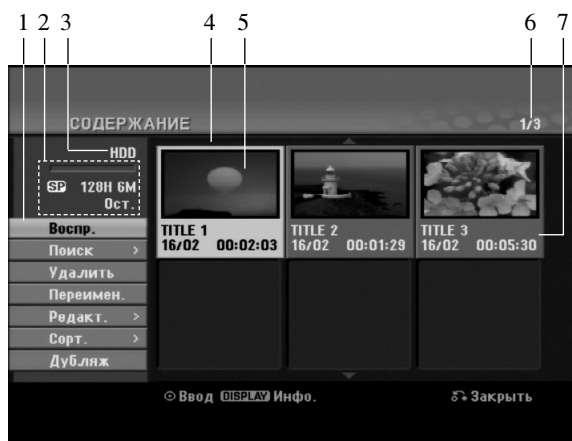 1 2 3 4 5 6 7
СОДЕРЖАНИЕ 1/3
HDD
SP 128H 6M
Ост.
Воспр.
Поиск >
Удалить
Переимен.
Редакт. >
Сорт. >
Дубляж
TITLE 1
16/02 00:02:03
TITLE 2
16/02 00:01:29
TITLE 3
16/02 00:05:30
Ввод DISPLAY Инфо. Закрыть